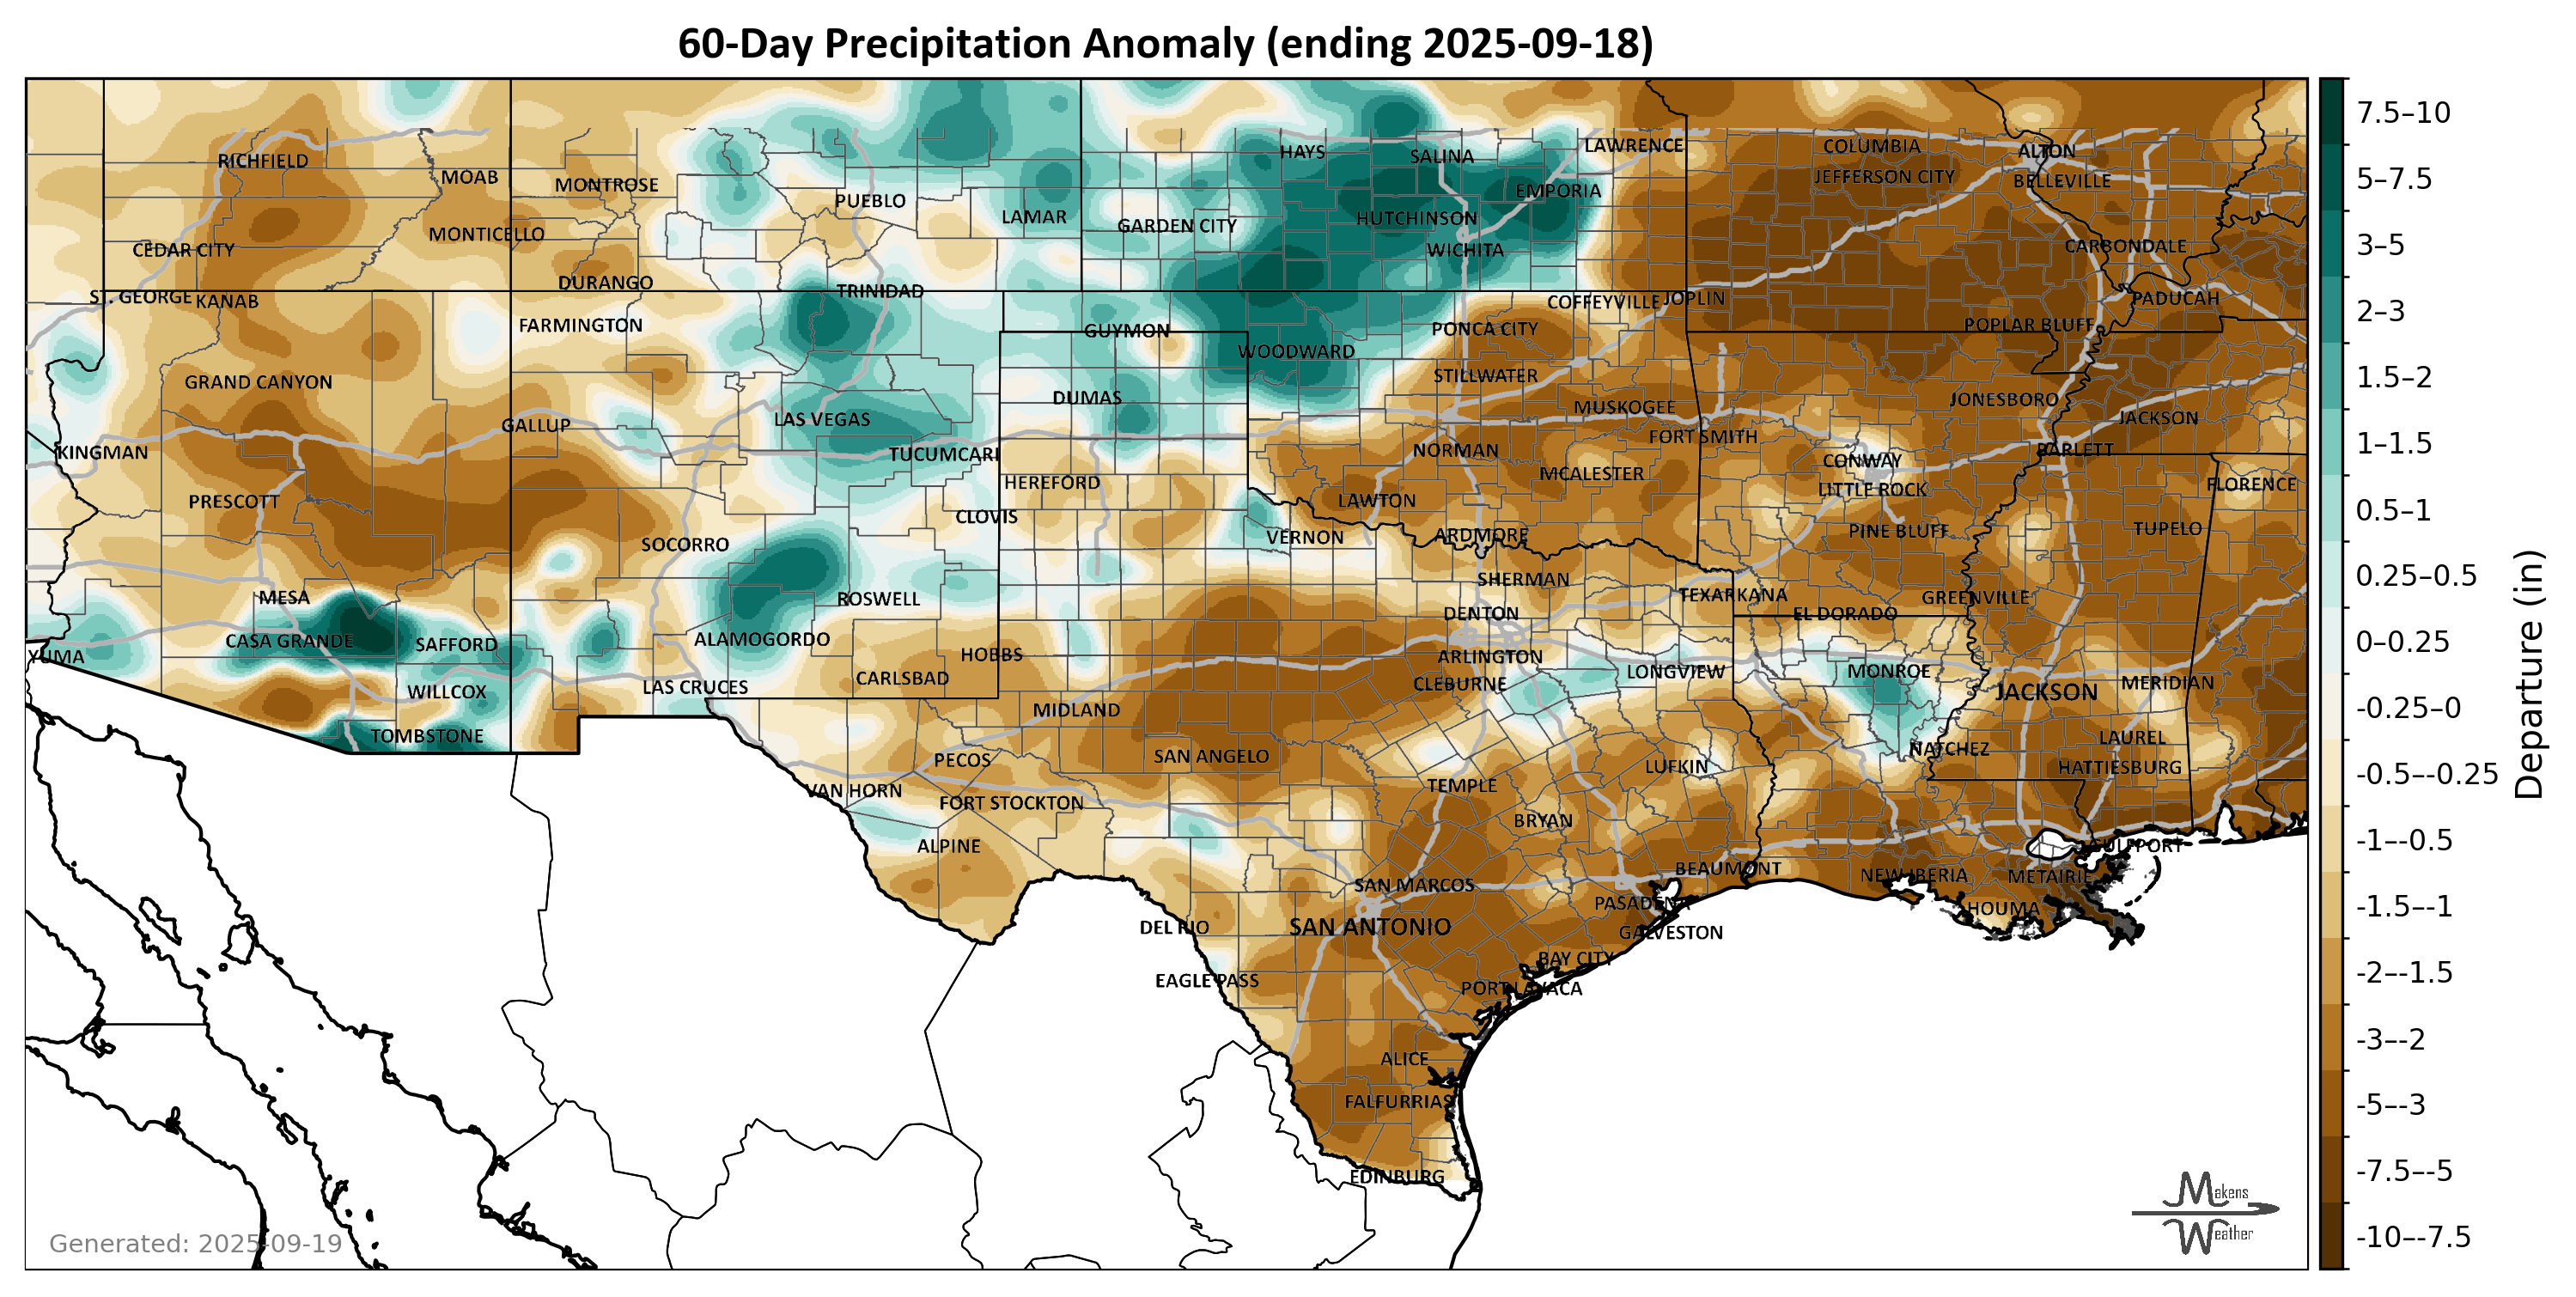 60-Day Precipitation Anomaly (ending 2025-09-18)
RICHFIELD
MOAB
MONTROSE
PUEBLO
LAMAR
GARDEN CITY
HAYS
SALINA
LAWRENCE
EMPORIA
HUTCHINSON
WICHITA
COLUMBIA
JEFFERSON CITY
ALTON
BELLEVILLE
CARBONDALE
CEDAR CITY
MONTICELLO
DURANGO
TRINIDAD
ST. GEORGE
KANAB
FARMINGTON
GUYMON
WOODWARD
PONCA CITY
COFFEYVILLE
JOPLIN
PADUCAH
POPLAR BLUFF
GRAND CANYON
STILLWATER
DUMAS
MUSKOGEE
JONESBORO
JACKSON
GALLUP
LAS VEGAS
TUCUMCARI
NORMAN
FORT SMITH
BARLETT
KINGMAN
CONWAY
LITTLE ROCK
PRESCOTT
HEREFORD
LAWTON
MCALESTER
FLORENCE
CLOVIS
SOCORRO
VERNON
ARDMORE
PINE BLUFF
TUPELO
MESA
ROSWELL
SHERMAN
DENTON
TEXARKANA
EL DORADO
GREENVILLE
CASA GRANDE
SAFFORD
ALAMOGORDO
HOBBS
ARLINGTON
YUMA
WILLCOX
LAS CRUCES
CARLSBAD
CLEBURNE
LONGVIEW
MONROE
JACKSON
MERIDIAN
TOMBSTONE
MIDLAND
PECOS
SAN ANGELO
NATCHEZ
LAUREL
HATTIESBURG
VAN HORN
FORT STOCKTON
TEMPLE
LUFKIN
BRYAN
ALPINE
GULFPORT
SAN MARCOS
BEAUMONT
NEW IBERIA
METAIRIE
DEL RIO
SAN ANTONIO
PASADENA
HOUMA
GALVESTON
EAGLE PASS
BAY CITY
PORT LAVACA
ALICE
FALFURRIAS
EDINBURG
Generated: 2025-09-19
Makens
Weather
7.5–10
5–7.5
3–5
2–3
1.5–2
1–1.5
0.5–1
0.25–0.5
0–0.25
-0.25–0
-0.5–-0.25
-1–-0.5
-1.5–-1
-2–-1.5
-3–-2
-5–-3
-7.5–-5
-10–-7.5
Departure (in)